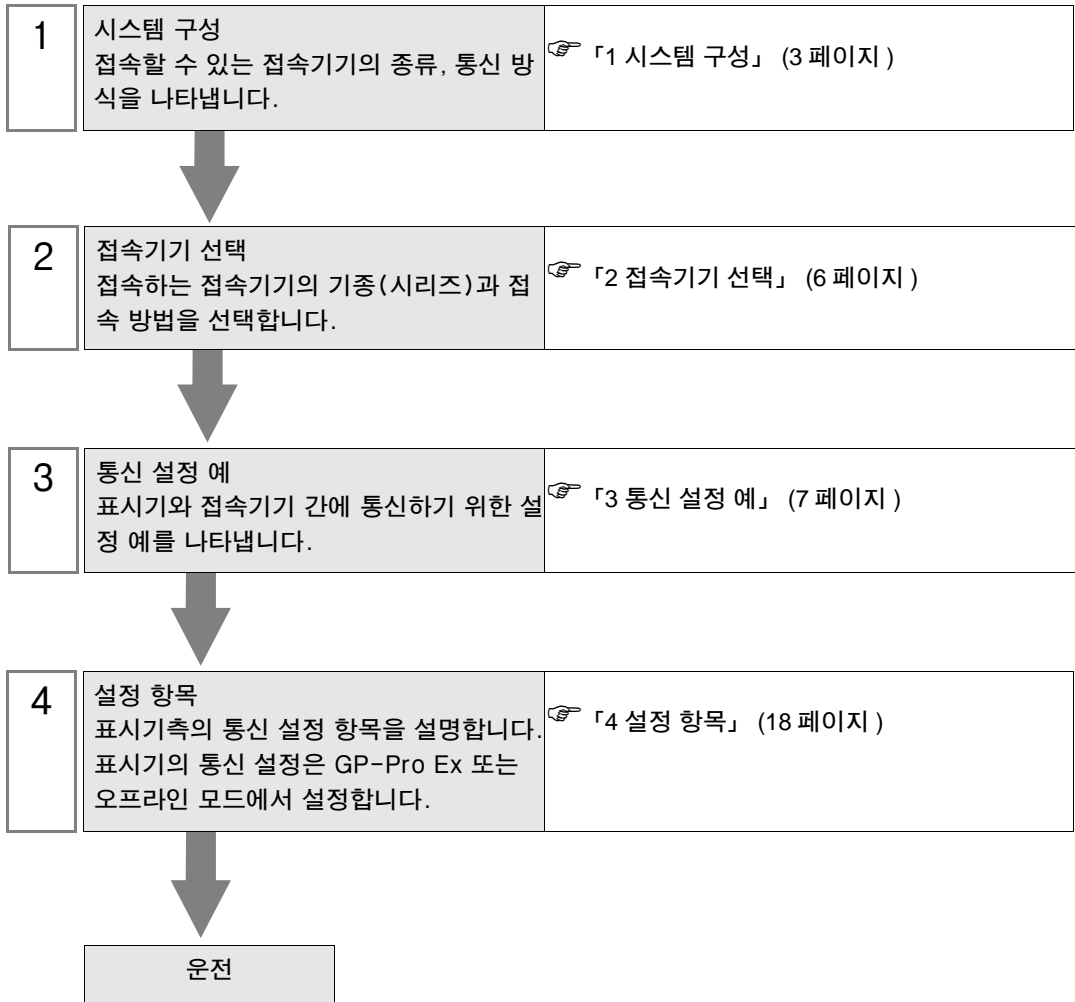 1
시스템 구성
접속할 수 있는 접속기기의 종류, 통신 방
식을 나타냅니다.
☞ 「1 시스템 구성」 (3 페이지 )
2
접속기기 선택
접속하는 접속기기의 기종(시리즈)과 접
속 방법을 선택합니다.
☞ 「2 접속기기 선택」 (6 페이지 )
3
통신 설정 예
표시기와 접속기기 간에 통신하기 위한 설
정 예를 나타냅니다.
☞ 「3 통신 설정 예」 (7 페이지 )
4
설정 항목
표시기측의 통신 설정 항목을 설명합니다.
표시기의 통신 설정은 GP-Pro Ex 또는
오프라인 모드에서 설정합니다.
☞ 「4 설정 항목」 (18 페이지 )
운전